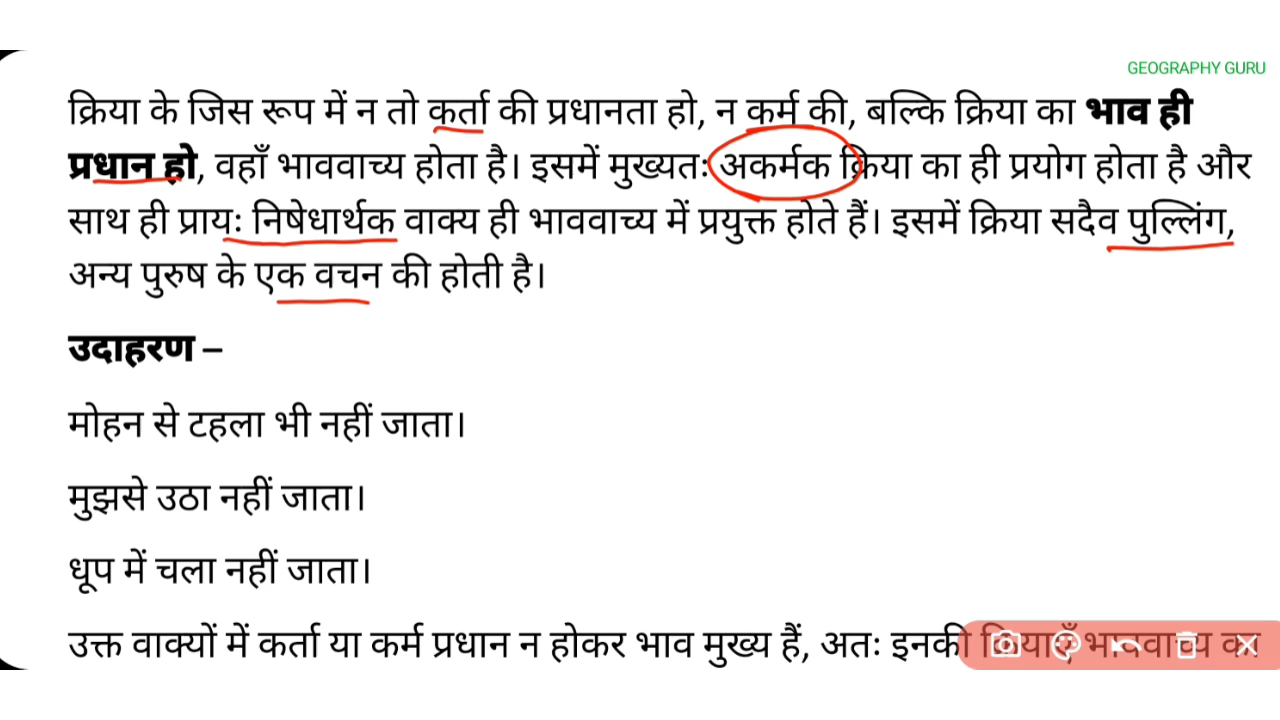 GEOGRAPHY GURU
क्रिया के जिस रूप में न तो कर्ता की प्रधानता हो, न कर्म की, बल्कि क्रिया का भाव ही
प्रधान हो, वहाँ भाववाच्य होता है। इसमें मुख्यतः अकर्मक क्रिया का ही प्रयोग होता है और
साथ ही प्रायः निषेधार्थक वाक्य ही भाववाच्य में प्रयुक्त होते हैं। इसमें क्रिया सदैव पुल्लिंग,
अन्य पुरुष के एक वचन की होती है।
उदाहरण –
मोहन से टहला भी नहीं जाता।
मुझसे उठा नहीं जाता।
धूप में चला नहीं जाता।
उक्त वाक्यों में कर्ता या कर्म प्रधान न होकर भाव मुख्य हैं, अतः इनकी क्रियाएँ भाववाच्य